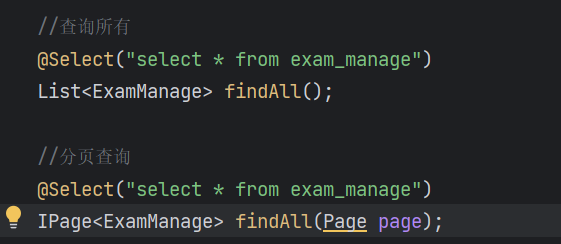 //查询所有
@Select("select * from exam_manage")
List<ExamManage> findAll();
//分页查询
@Select("select * from exam_manage")
IPage<ExamManage> findAll(Page page);